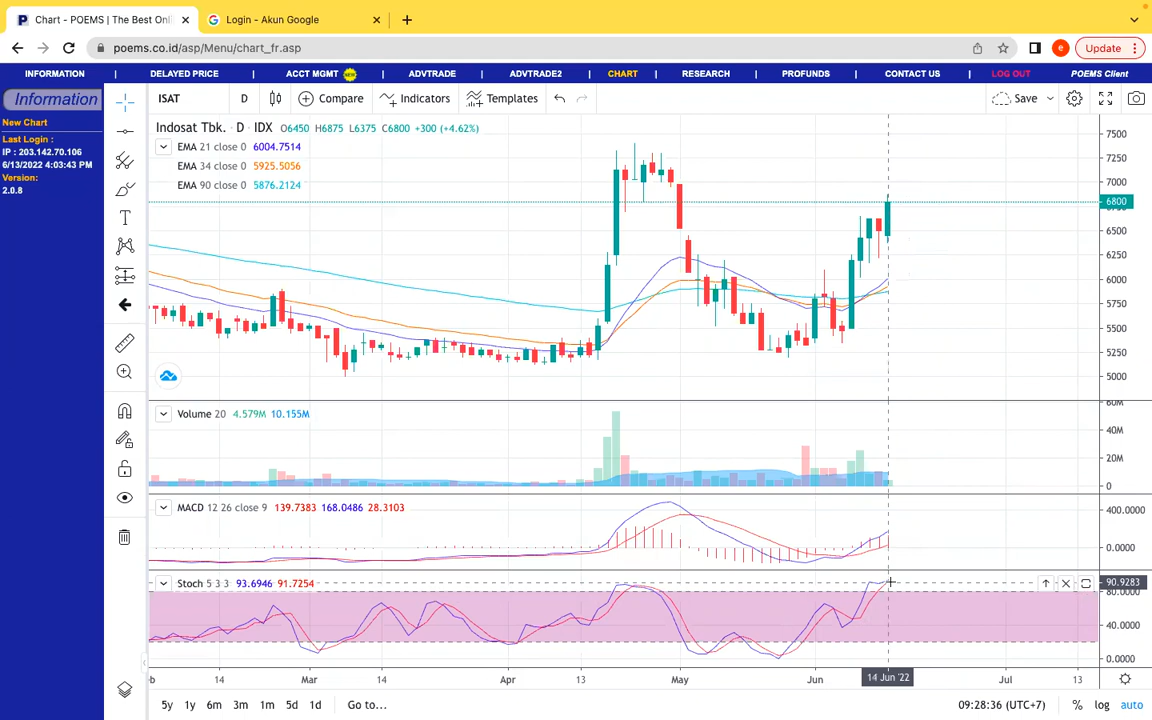 Chart - POEMS | The Best Onli
Login - Akun Google
poems.co.id/asp/Menu/chart_fr.asp
e
Update
INFORMATION | DELAYED PRICE | ACCT MGMT NEW | ADVTRADE | ADVTRADE2 | CHART | RESEARCH | PROFUNDS | CONTACT US | LOG OUT POEMS Client
Information
New Chart
Last Login :
IP : 203.142.70.106
6/13/2022 4:03:43 PM
Version:
2.0.8
ISAT D Compare Indicators Templates Save
Indosat Tbk. · D · IDX O6450 H6875 L6375 C6800 +300 (+4.62%)
EMA 21 close 0 6004.7514
EMA 34 close 0 5925.5056
EMA 90 close 0 5876.2124
7500
7250
7000
6800
6500
6250
6000
5750
5500
5250
5000
Volume 20 4.579M 10.155M
60M
40M
20M
0
MACD 12 26 close 9 139.7383 168.0486 28.3103
400.0000
0.0000
Stoch 5 3 3 93.6946 91.7254
90.9283
80.0000
40.0000
0.0000
14 Mar 14 Apr 13 May Jun 14 Jun '22 Jul 13
5y 1y 6m 3m 1m 5d 1d Go to...
09:28:36 (UTC+7) % log auto